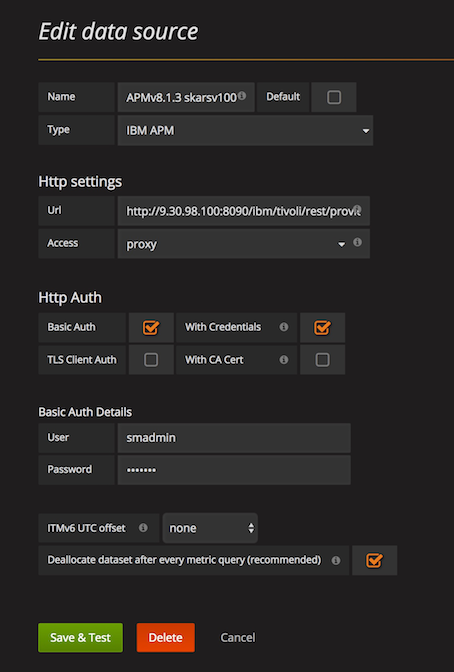 Edit data source
Name APMv8.1.3 skarsv100 Default
Type IBM APM
Http settings
Url http://9.30.98.100:8090/ibm/tivoli/rest/provi
Access proxy
Http Auth
Basic Auth With Credentials
TLS Client Auth With CA Cert
Basic Auth Details
User smadmin
Password •••••••
ITMv6 UTC offset none
Deallocate dataset after every metric query (recommended)
Save & Test Delete Cancel